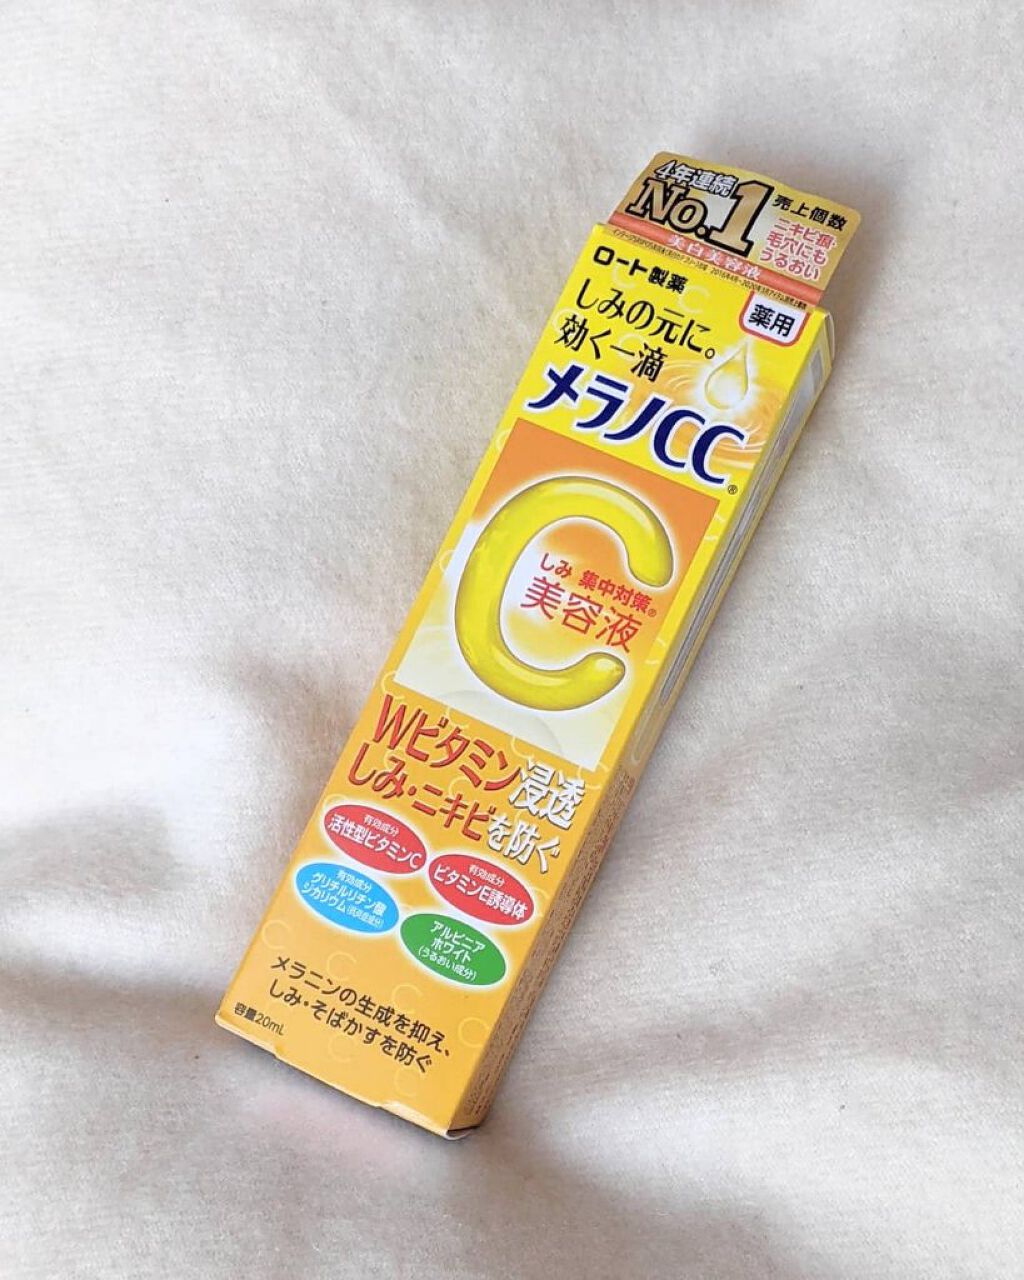 4年連続
No.1
売上個数
ニキビ痕・
毛穴にも
うるおい
美白美容液
ロート製薬
薬用
しみの元に。
効く一滴
メラノCC®
しみ 集中対策®
美容液
Wビタミン浸透
しみ・ニキビを防ぐ
有効成分
活性型ビタミンC
有効成分
ビタミンE誘導体
有効成分
グリチルリチン酸
ジカリウム(抗炎症成分)
アルピニア
ホワイト
(うるおい成分)
メラニンの生成を抑え、
しみ・そばかすを防ぐ
容量20mL